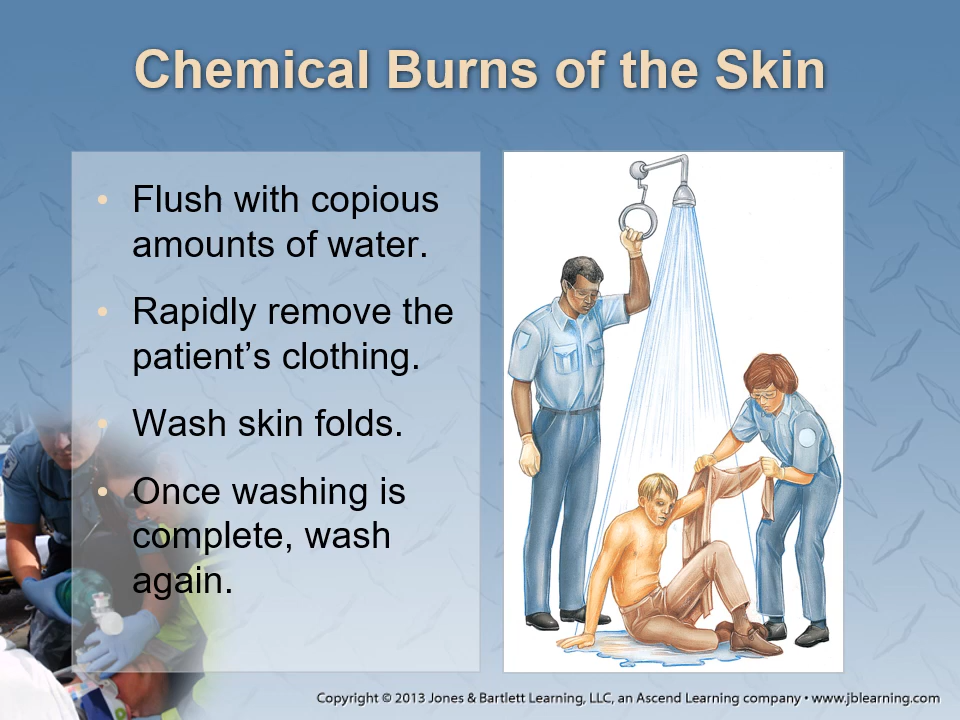 Chemical Burns of the Skin
• Flush with copious
amounts of water.
• Rapidly remove the
patient’s clothing.
• Wash skin folds.
• Once washing is
complete, wash
again.
Copyright © 2013 Jones & Bartlett Learning, LLC, an Ascend Learning company • www.jblearning.com